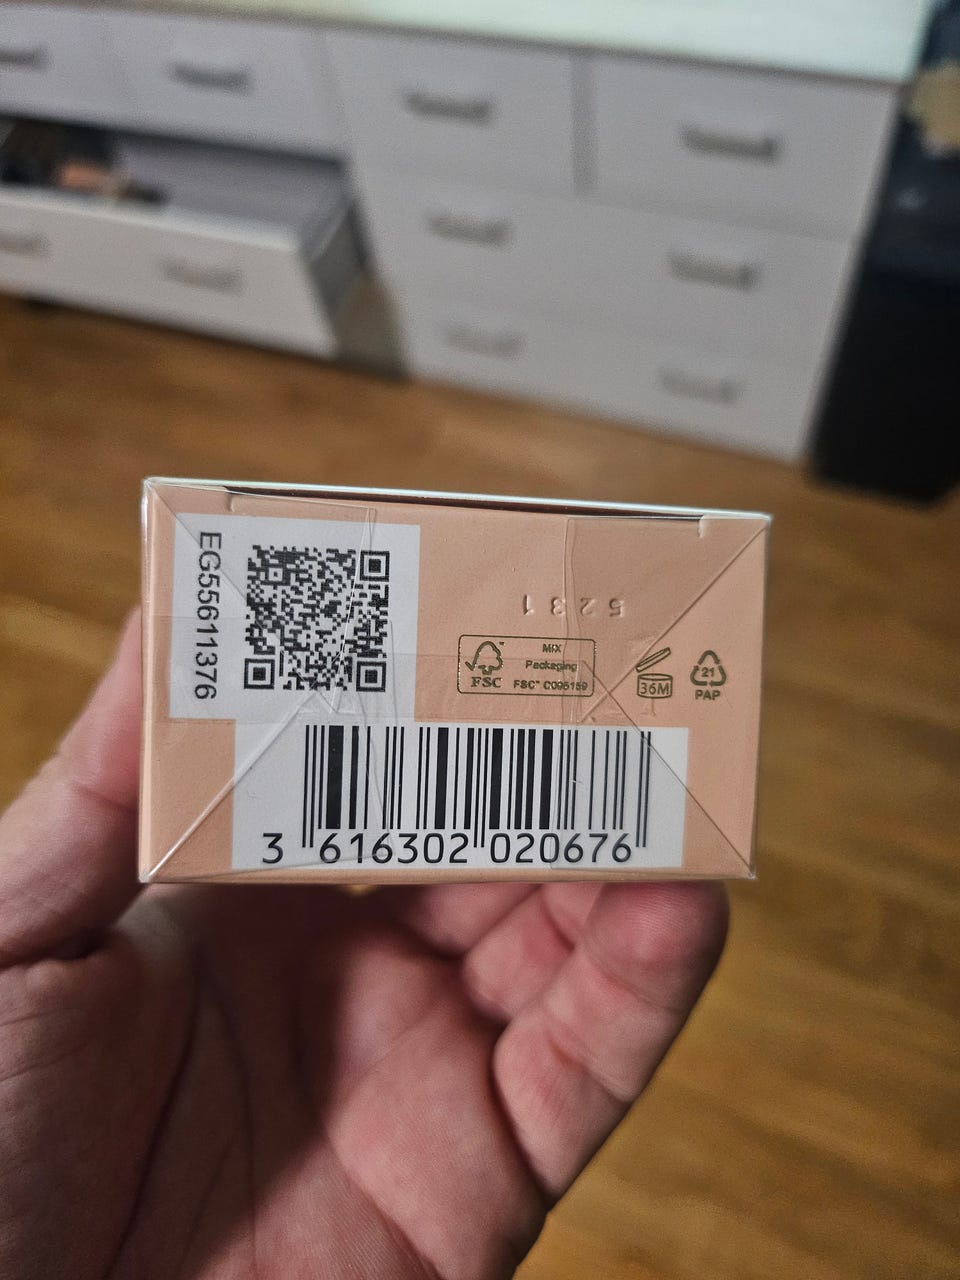 EG55611376
5231
MIX
Packaging
FSC™ C095159
FSC
36M
21
PAP
3 616302 020676